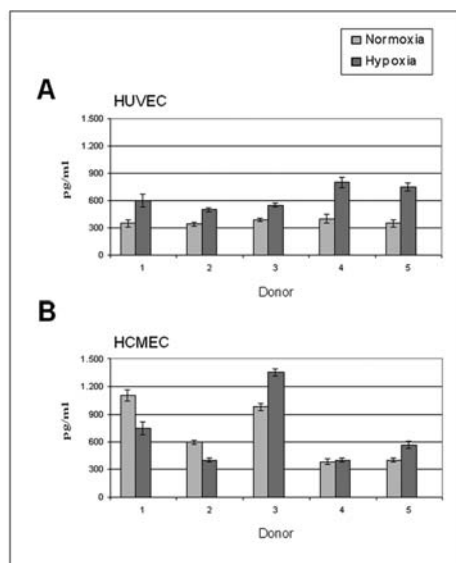 Normoxia
Hypoxia
A
HUVEC
1.500
1.200
900
600
300
0
pg/ml
1 2 3 4 5
Donor
B
HCMEC
1.500
1.200
900
600
300
0
pg/ml
1 2 3 4 5
Donor